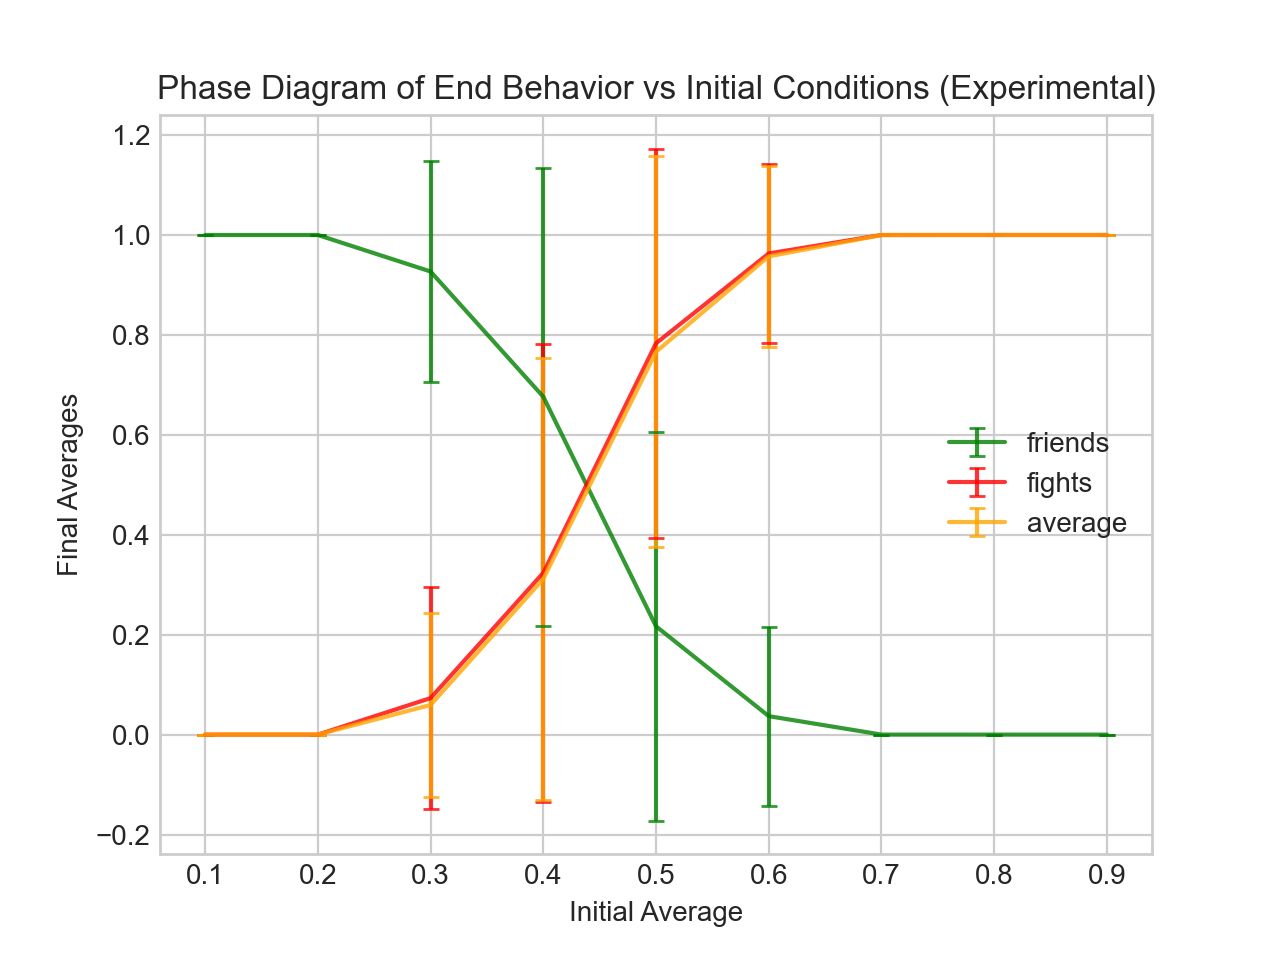 Phase Diagram of End Behavior vs Initial Conditions (Experimental)
1.2
1.0
0.8
0.6
0.4
0.2
0.0
−0.2
Final Averages
friends
fights
average
0.1 0.2 0.3 0.4 0.5 0.6 0.7 0.8 0.9
Initial Average